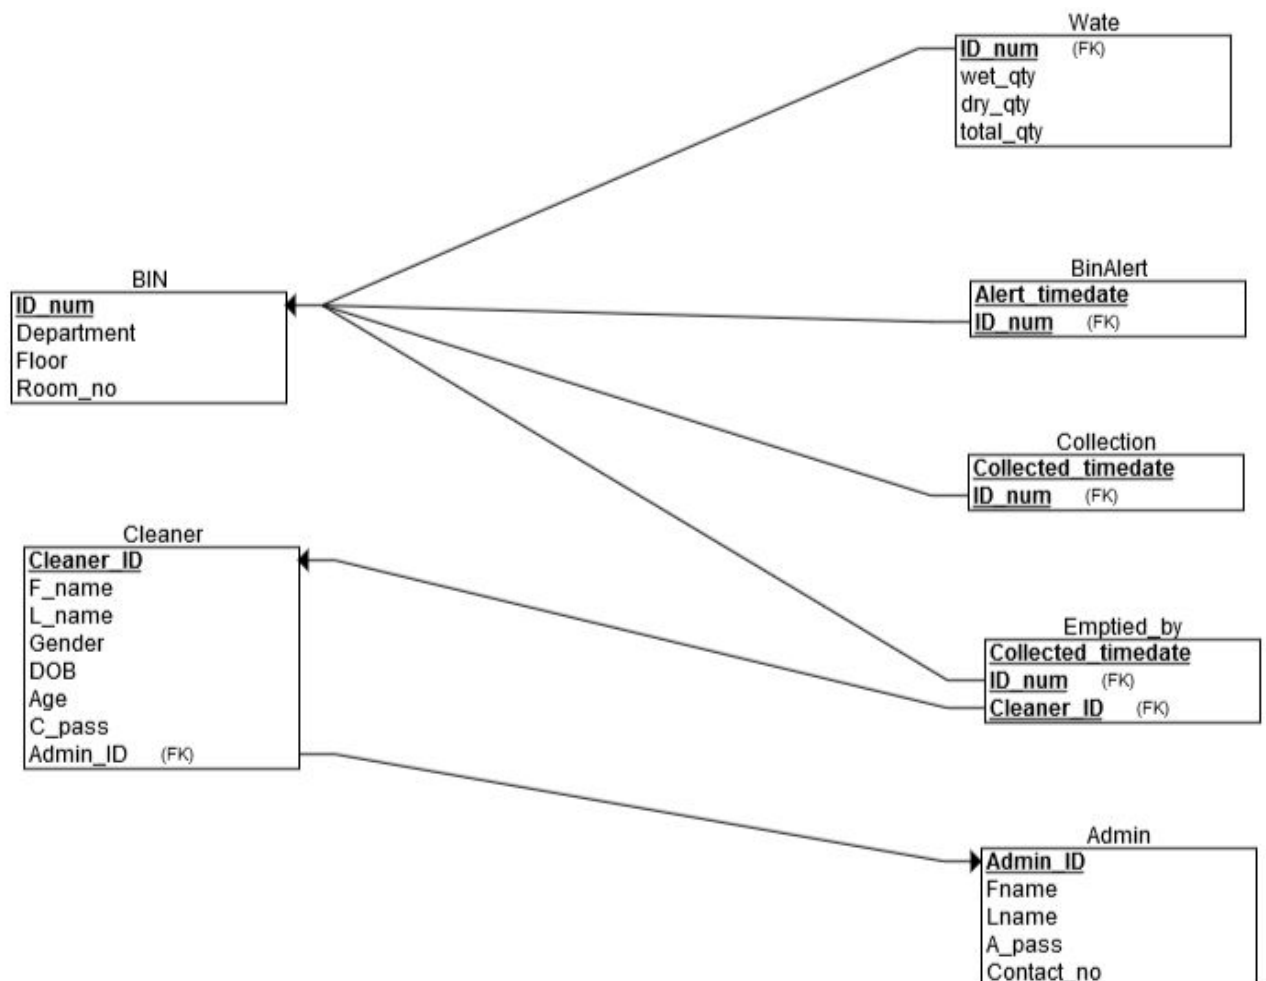 Wate
ID_num (FK)
wet_qty
dry_qty
total_qty
BIN
ID_num
Department
Floor
Room_no
BinAlert
Alert_timedate
ID_num (FK)
Collection
Collected_timedate
ID_num (FK)
Cleaner
Cleaner_ID
F_name
L_name
Gender
DOB
Age
C_pass
Admin_ID (FK)
Emptied_by
Collected_timedate
ID_num (FK)
Cleaner_ID (FK)
Admin
Admin_ID
Fname
Lname
A_pass
Contact_no